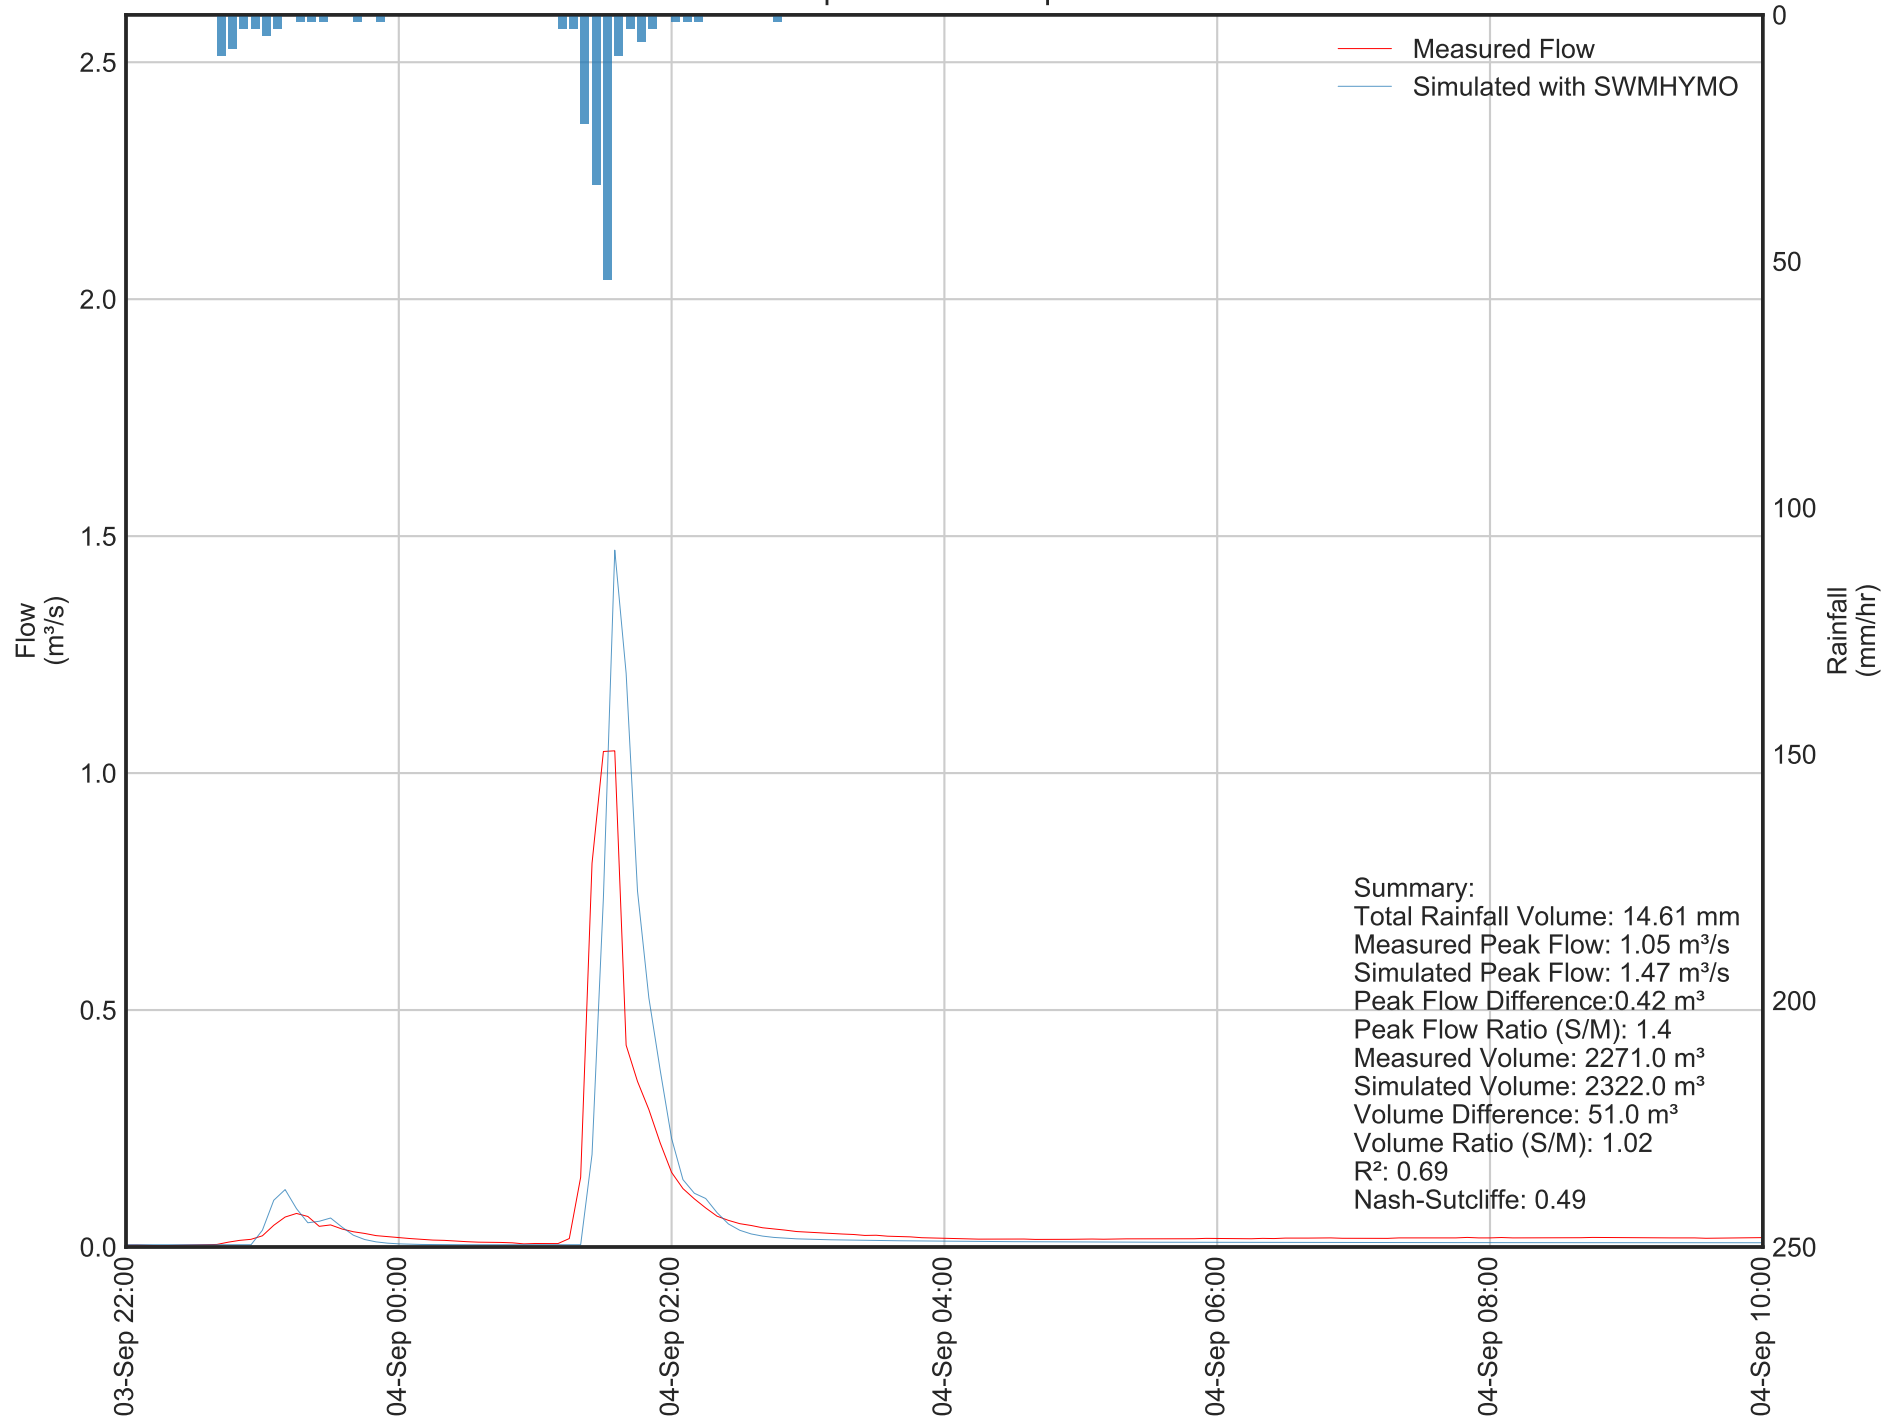 0
2.5
Measured Flow
Simulated with SWMHYMO
50
2.0
100
1.5
Flow
(m³/s)
Rainfall
(mm/hr)
150
1.0
Summary:
Total Rainfall Volume: 14.61 mm
Measured Peak Flow: 1.05 m³/s
Simulated Peak Flow: 1.47 m³/s
Peak Flow Difference:0.42 m³
Peak Flow Ratio (S/M): 1.4
Measured Volume: 2271.0 m³
Simulated Volume: 2322.0 m³
Volume Difference: 51.0 m³
Volume Ratio (S/M): 1.02
R²: 0.69
Nash-Sutcliffe: 0.49
0.5
200
0.0
250
03-Sep 22:00
04-Sep 00:00
04-Sep 02:00
04-Sep 04:00
04-Sep 06:00
04-Sep 08:00
04-Sep 10:00